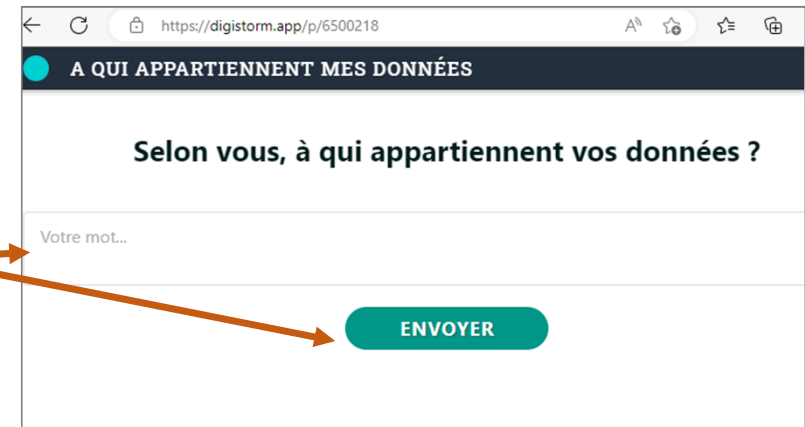 https://digistorm.app/p/6500218
A QUI APPARTIENNENT MES DONNÉES
Selon vous, à qui appartiennent vos données ?
Votre mot...
ENVOYER